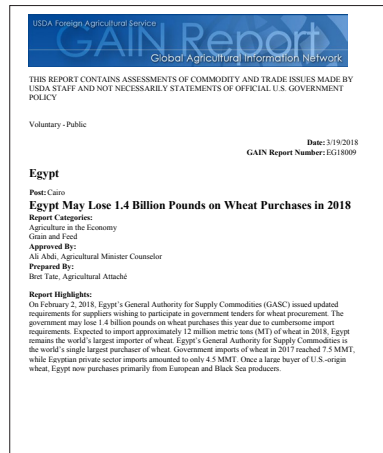 USDA Foreign Agricultural Service
GAIN Report
Global Agricultural Information Network
THIS REPORT CONTAINS ASSESSMENTS OF COMMODITY AND TRADE ISSUES MADE BY
USDA STAFF AND NOT NECESSARILY STATEMENTS OF OFFICIAL U.S. GOVERNMENT
POLICY
Voluntary - Public
Date: 3/19/2018
GAIN Report Number: EG18009
Egypt
Post: Cairo
Egypt May Lose 1.4 Billion Pounds on Wheat Purchases in 2018
Report Categories:
Agriculture in the Economy
Grain and Feed
Approved By:
Ali Abdi, Agricultural Minister Counselor
Prepared By:
Bret Tate, Agricultural Attaché
Report Highlights:
On February 2, 2018, Egypt's General Authority for Supply Commodities (GASC) issued updated
requirements for suppliers wishing to participate in government tenders for wheat procurement. The
government may lose 1.4 billion pounds on wheat purchases this year due to cumbersome import
requirements. Expected to import approximately 12 million metric tons (MT) of wheat in 2018, Egypt
remains the world's largest importer of wheat. Egypt's General Authority for Supply Commodities is
the world's single largest purchaser of wheat. Government imports of wheat in 2017 reached 7.5 MMT,
while Egyptian private sector imports amounted to only 4.5 MMT. Once a large buyer of U.S.-origin
wheat, Egypt now purchases primarily from European and Black Sea producers.